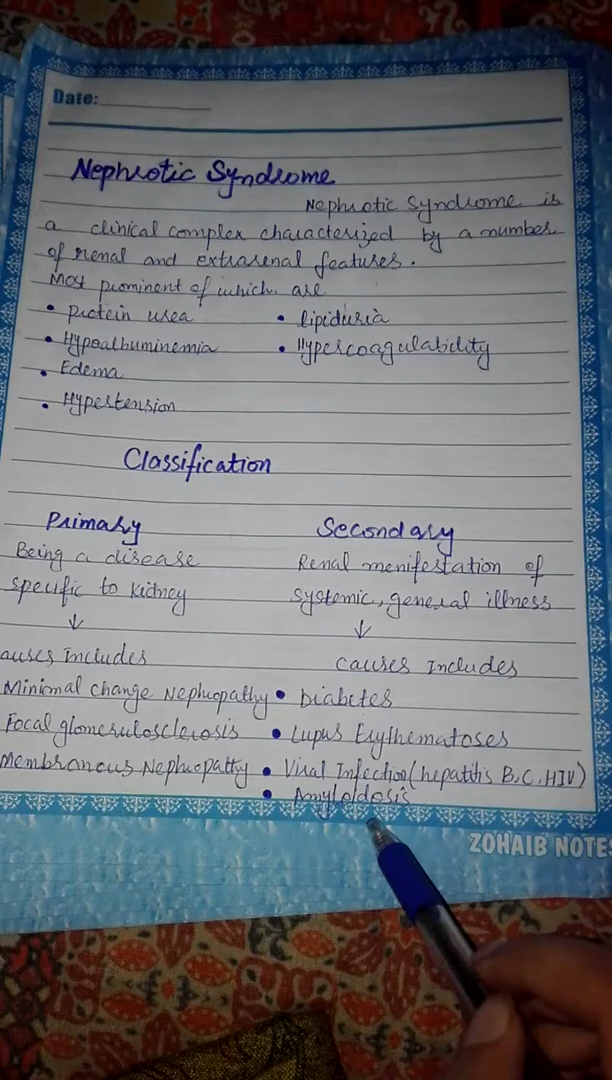 Date:
Nephrotic Syndrome
Nephrotic Syndrome is
a clinical complex characterized by a number
of renal and extrarenal features.
Most prominent of which are
• protein urea • lipiduria
• Hypoalbuminemia • Hypercoagulability
• Edema
• Hypertension
Classification
Primary Secondary
Being a disease Renal menifestation of
specific to kidney systemic, general illness
↓ ↓
auses includes causes includes
Minimal change Nephropathy • Diabetes
Focal glomerulosclerosis • Lupus Erythematoses
Membranous Nephropathy • Viral Infection (hepatitis B, C, HIV)
• Amyloidosis
ZOHAIB NOTES